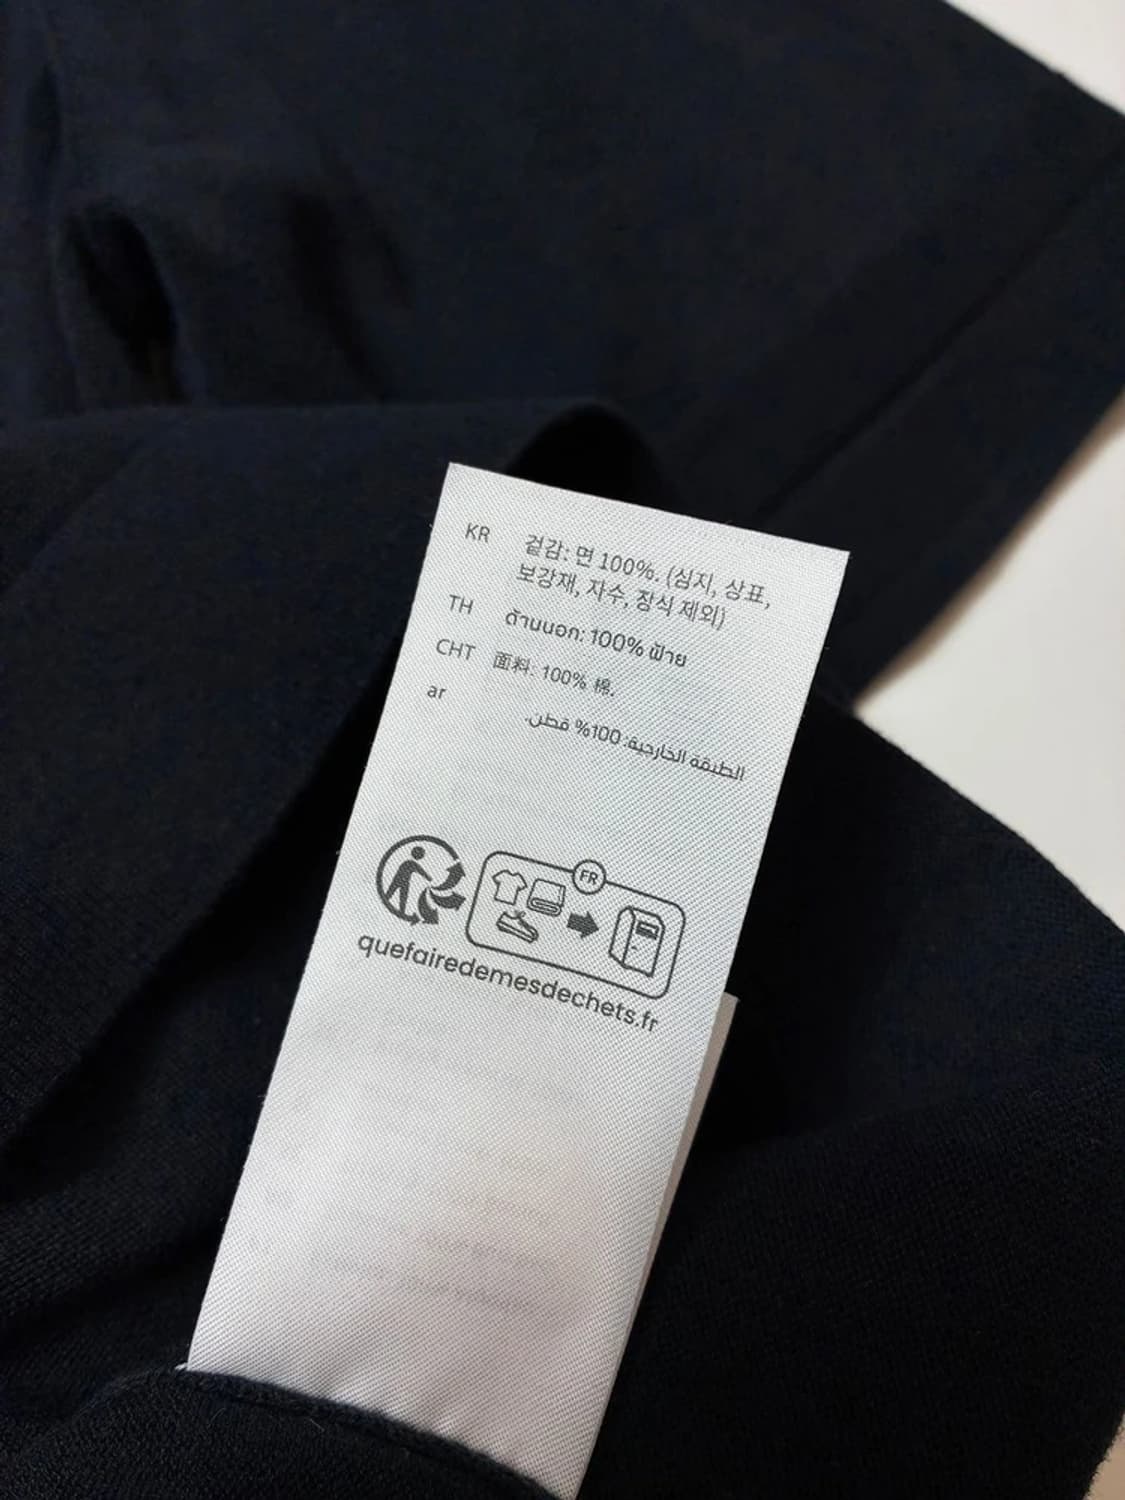 KR 겉감: 면 100%. (심지, 상표,
보강재, 자수, 장식 제외)
TH ด้านนอก: 100% ฝ้าย
CHT 面料: 100% 棉.
ar الطبقة الخارجية: 100% قطن.
FR
quefairedemesdechets.fr